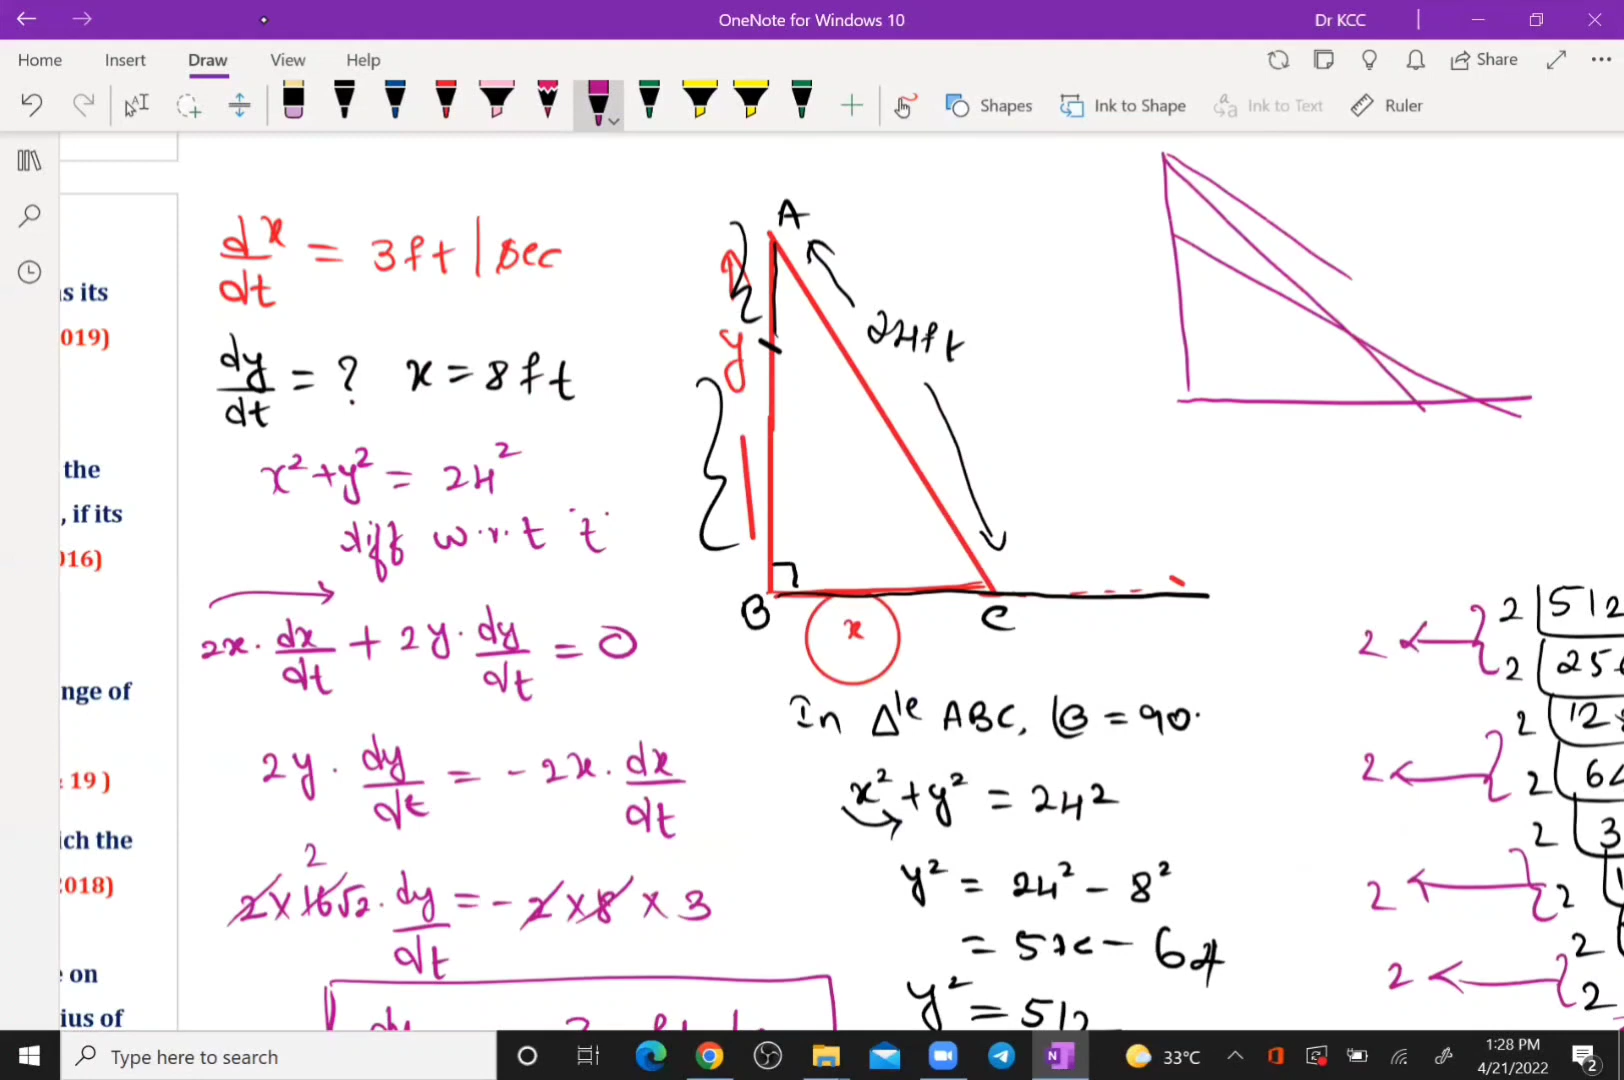 OneNote for Windows 10
Dr KCC
Home Insert Draw View Help
Share
Shapes Ink to Shape Ink to Text Ruler
s its
019)
the
, if its
16)
nge of
19 )
ich the
018)
on
ius of
dx/dt = 3ft | sec
dy/dt = ? x = 8ft
x² + y² = 24²
diff w.r.t 't'
2x · dx/dt + 2y · dy/dt = 0
2y · dy/dt = - 2x · dx/dt
2
2 x 16√2 · dy/dt = - 2 x 8 x 3
A
y
24ft
B
x
C
In Δle ABC, ∠B = 90.
x² + y² = 24²
y² = 24² - 8²
- 64
y² = 512
2 2 512
2
2
2 2 64
2 3
2 2
2
2 2
Type here to search
33°C
1:28 PM
4/21/2022
2